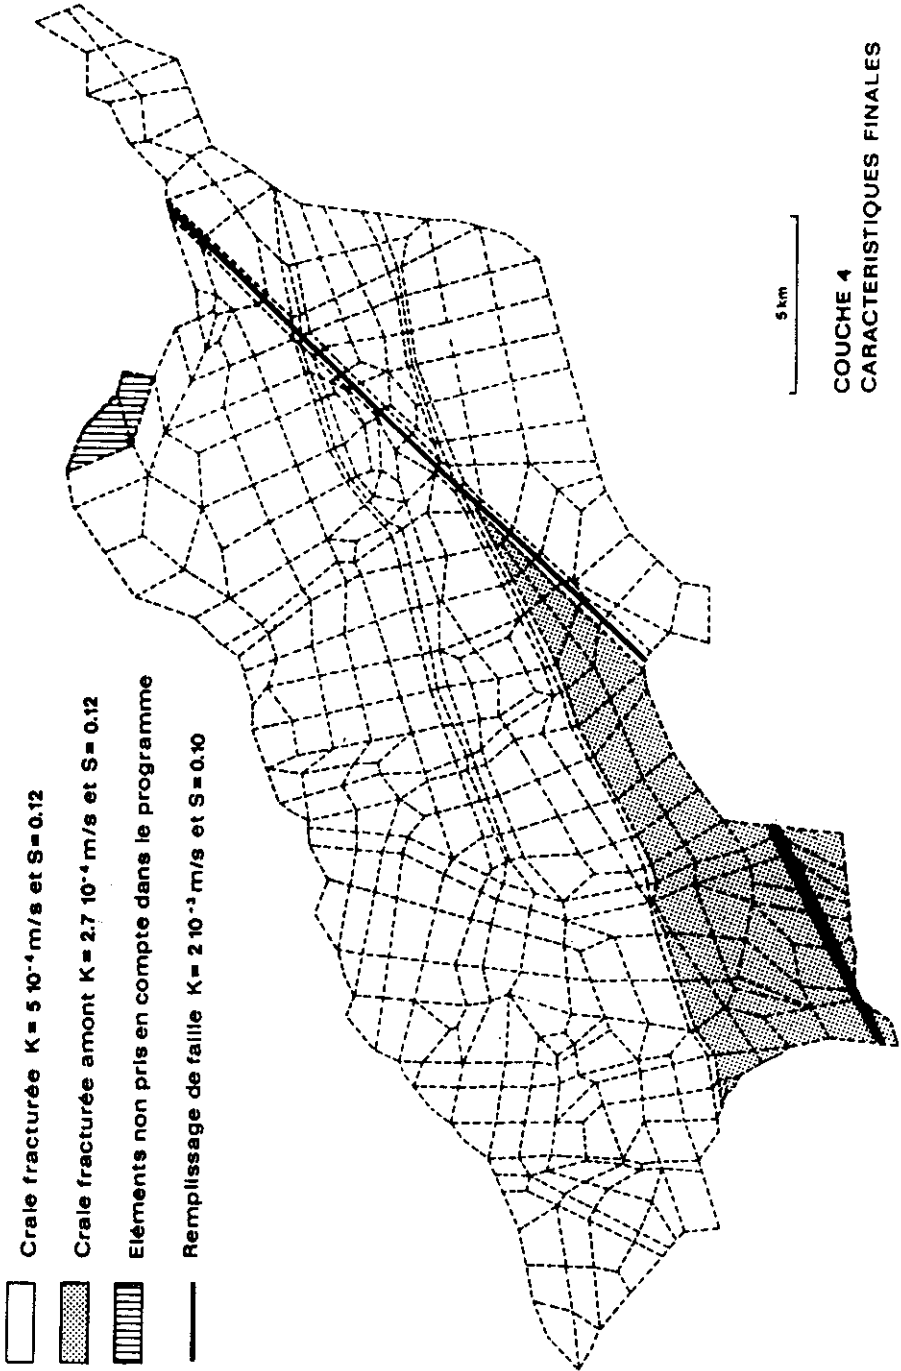 Crale fracturée K = 5 10⁻⁴ m/s et S = 0.12
Crale fracturée amont K = 2.7 10⁻⁴ m/s et S = 0.12
Eléments non pris en compte dans le programme
Remplissage de faille K = 2 10⁻³ m/s et S = 0.10
5 km
COUCHE 4
CARACTERISTIQUES FINALES